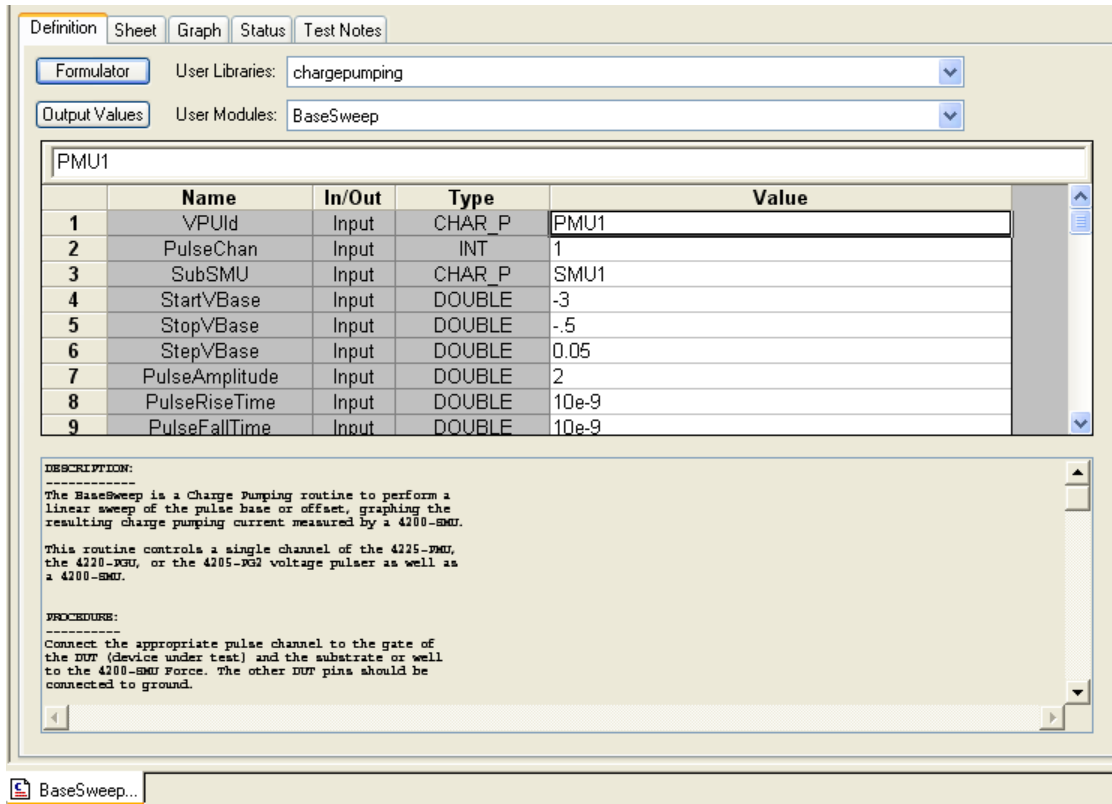 Definition Sheet Graph Status Test Notes
Formulator User Libraries: chargepumping
Output Values User Modules: BaseSweep
PMU1
Name In/Out Type Value
1 VPUId Input CHAR_P PMU1
2 PulseChan Input INT 1
3 SubSMU Input CHAR_P SMU1
4 StartVBase Input DOUBLE -3
5 StopVBase Input DOUBLE -.5
6 StepVBase Input DOUBLE 0.05
7 PulseAmplitude Input DOUBLE 2
8 PulseRiseTime Input DOUBLE 10e-9
9 PulseFallTime Input DOUBLE 10e-9
DESCRIPTION:
------------
The BaseSweep is a Charge Pumping routine to perform a
linear sweep of the pulse base or offset, graphing the
resulting charge pumping current measured by a 4200-SMU.
This routine controls a single channel of the 4225-PMU,
the 4220-PGU, or the 4205-PG2 voltage pulser as well as
a 4200-SMU.
PROCEDURE:
----------
Connect the appropriate pulse channel to the gate of
the DUT (device under test) and the substrate or well
to the 4200-SMU Force. The other DUT pins should be
connected to ground.
BaseSweep...